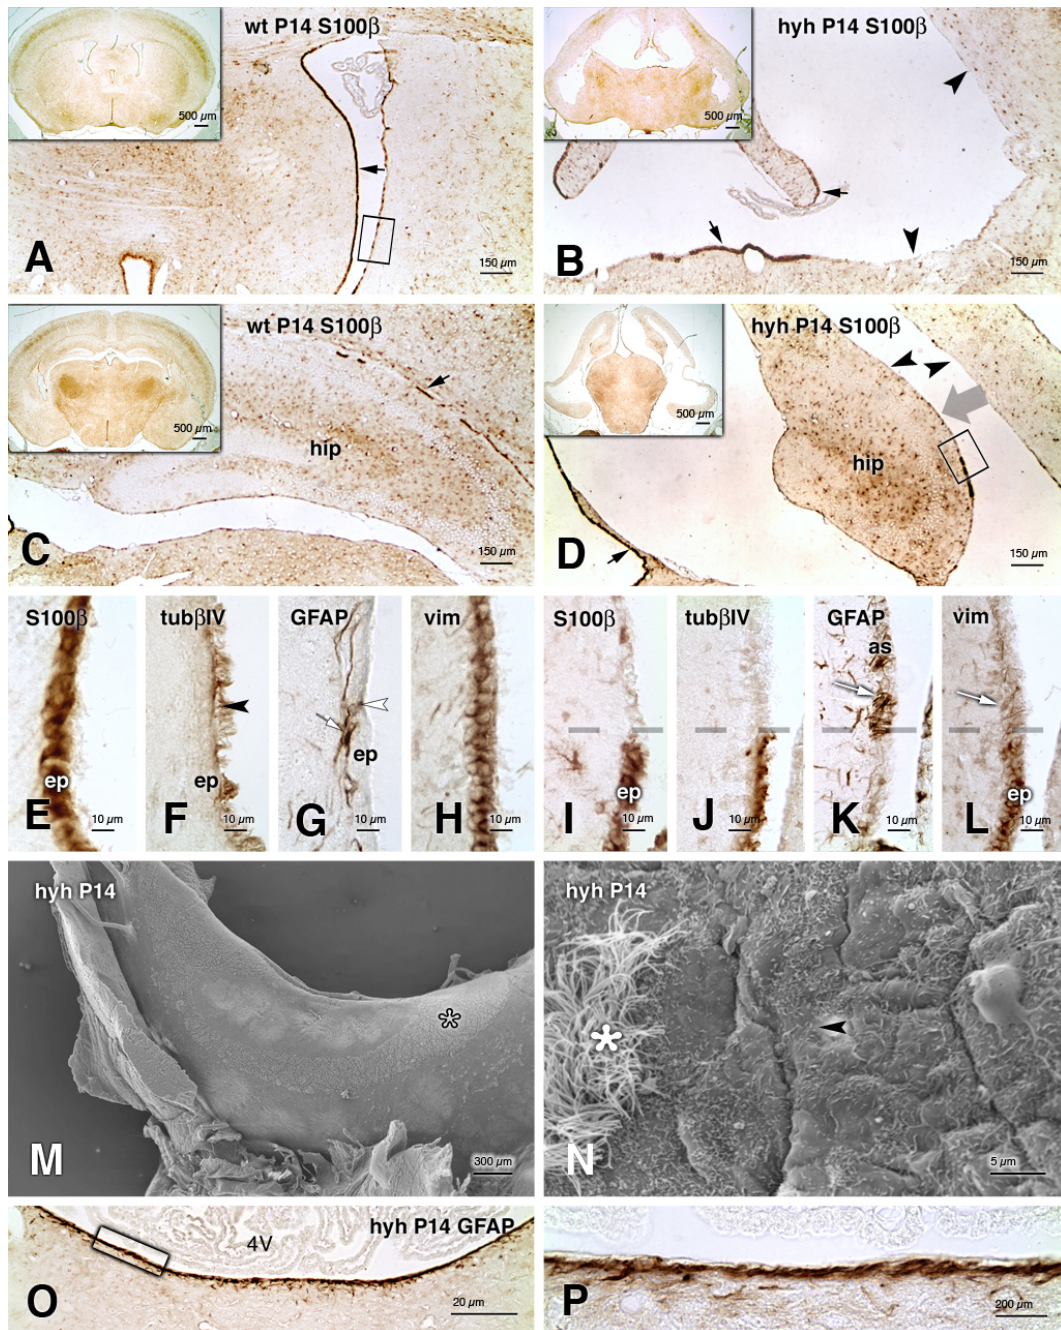 wt P14 S100β
500 µm
A
150 µm
hyh P14 S100β
500 µm
B
150 µm
wt P14 S100β
500 µm
hip
C
150 µm
hyh P14 S100β
500 µm
hip
D
150 µm
S100β
ep
E
10 µm
tubβIV
ep
F
10 µm
GFAP
ep
G
10 µm
vim
H
10 µm
S100β
ep
I
10 µm
tubβIV
J
10 µm
GFAP
as
K
10 µm
vim
ep
L
10 µm
hyh P14
M
300 µm
hyh P14
N
5 µm
hyh P14 GFAP
4V
O
20 µm
P
200 µm